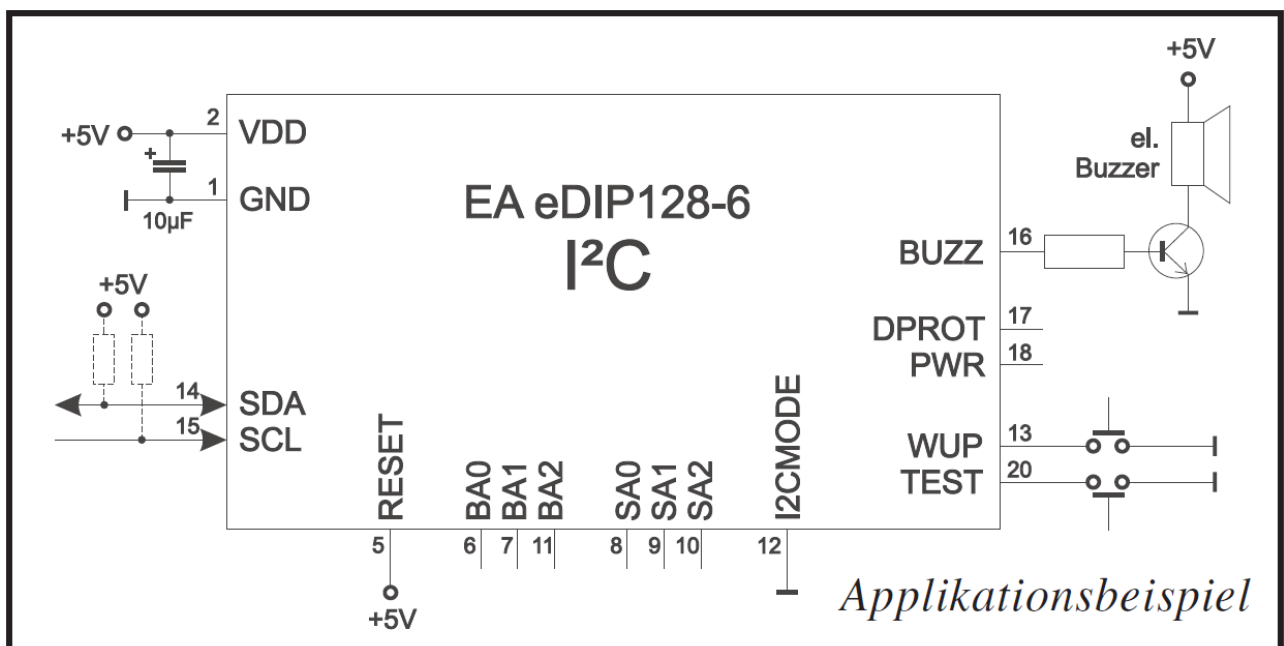 +5V
2
VDD
+5V
+
1
GND
10µF
EA eDIP128-6
I²C
el.
Buzzer
BUZZ
16
+5V
DPROT
17
PWR
18
14
SDA
15
SCL
WUP
13
TEST
20
RESET
BA0
BA1
BA2
SA0
SA1
SA2
I2CMODE
5
6
7
11
8
9
10
12
+5V
Applikationsbeispiel